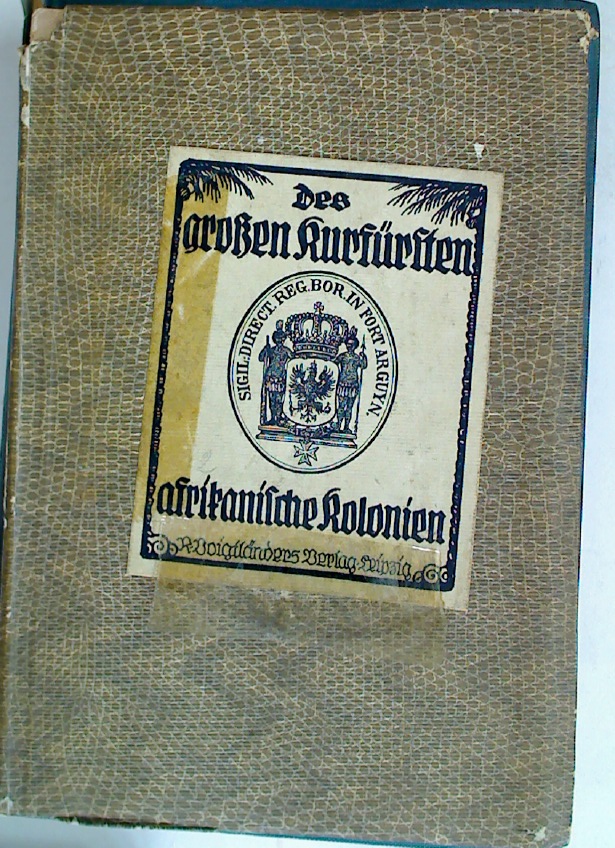 Des
großen Kurfürsten
SIGIL. DIRECT. REG. BOR. IN FORT ARGUYN.
afrikanische Kolonien
R. Voigtländers Verlag. Leipzig